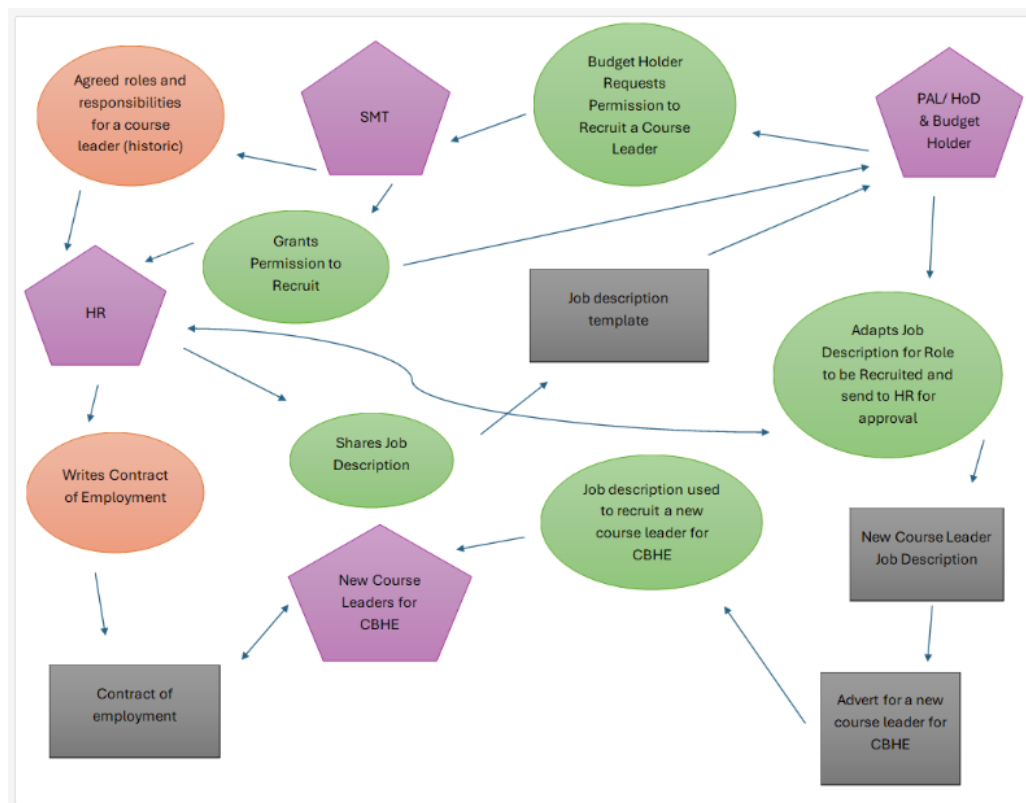 Agreed roles and
responsibilities
for a course
leader (historic)
SMT
Budget Holder
Requests
Permission to
Recruit a Course
Leader
PAL/ HoD
& Budget
Holder
Grants
Permission to
Recruit
HR
Job description
template
Adapts Job
Description for Role
to be Recruited and
send to HR for
approval
Shares Job
Description
Writes Contract
of Employment
Job description used
to recruit a new
course leader for
CBHE
New Course Leader
Job Description
New Course
Leaders for
CBHE
Contract of
employment
Advert for a new
course leader for
CBHE